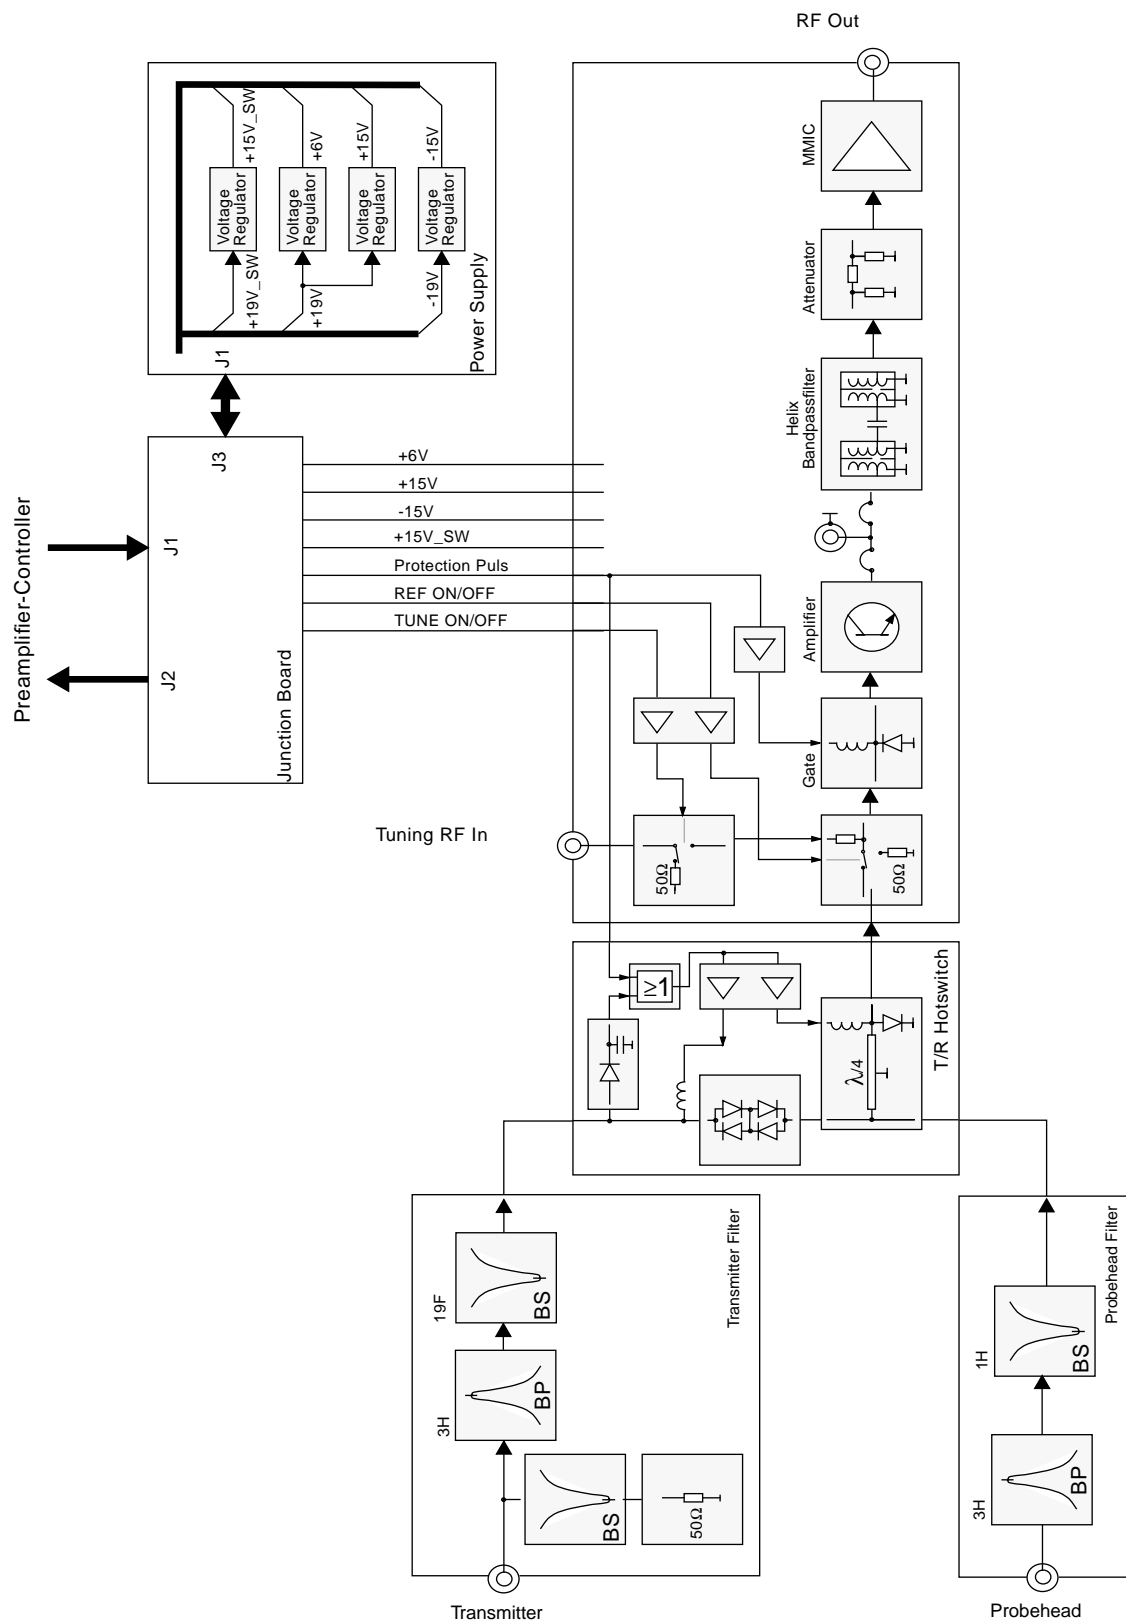 RF Out
+15V_SW
+6V
+15V
-15V
Voltage
Regulator
Voltage
Regulator
Voltage
Regulator
Voltage
Regulator
+19V_SW
+19V
-19V
Power Supply
J1
MMIC
Attenuator
Helix
Bandpassfilter
Amplifier
Gate
Preamplifier-Controller
J3
J1
J2
Junction Board
+6V
+15V
-15V
+15V_SW
Protection Puls
REF ON/OFF
TUNE ON/OFF
Tuning RF In
50Ω
50Ω
≥1
λ/4
T/R Hotswitch
19F
BS
3H
BP
BS
50Ω
Transmitter Filter
1H
BS
3H
BP
Probehead Filter
Transmitter
Probehead